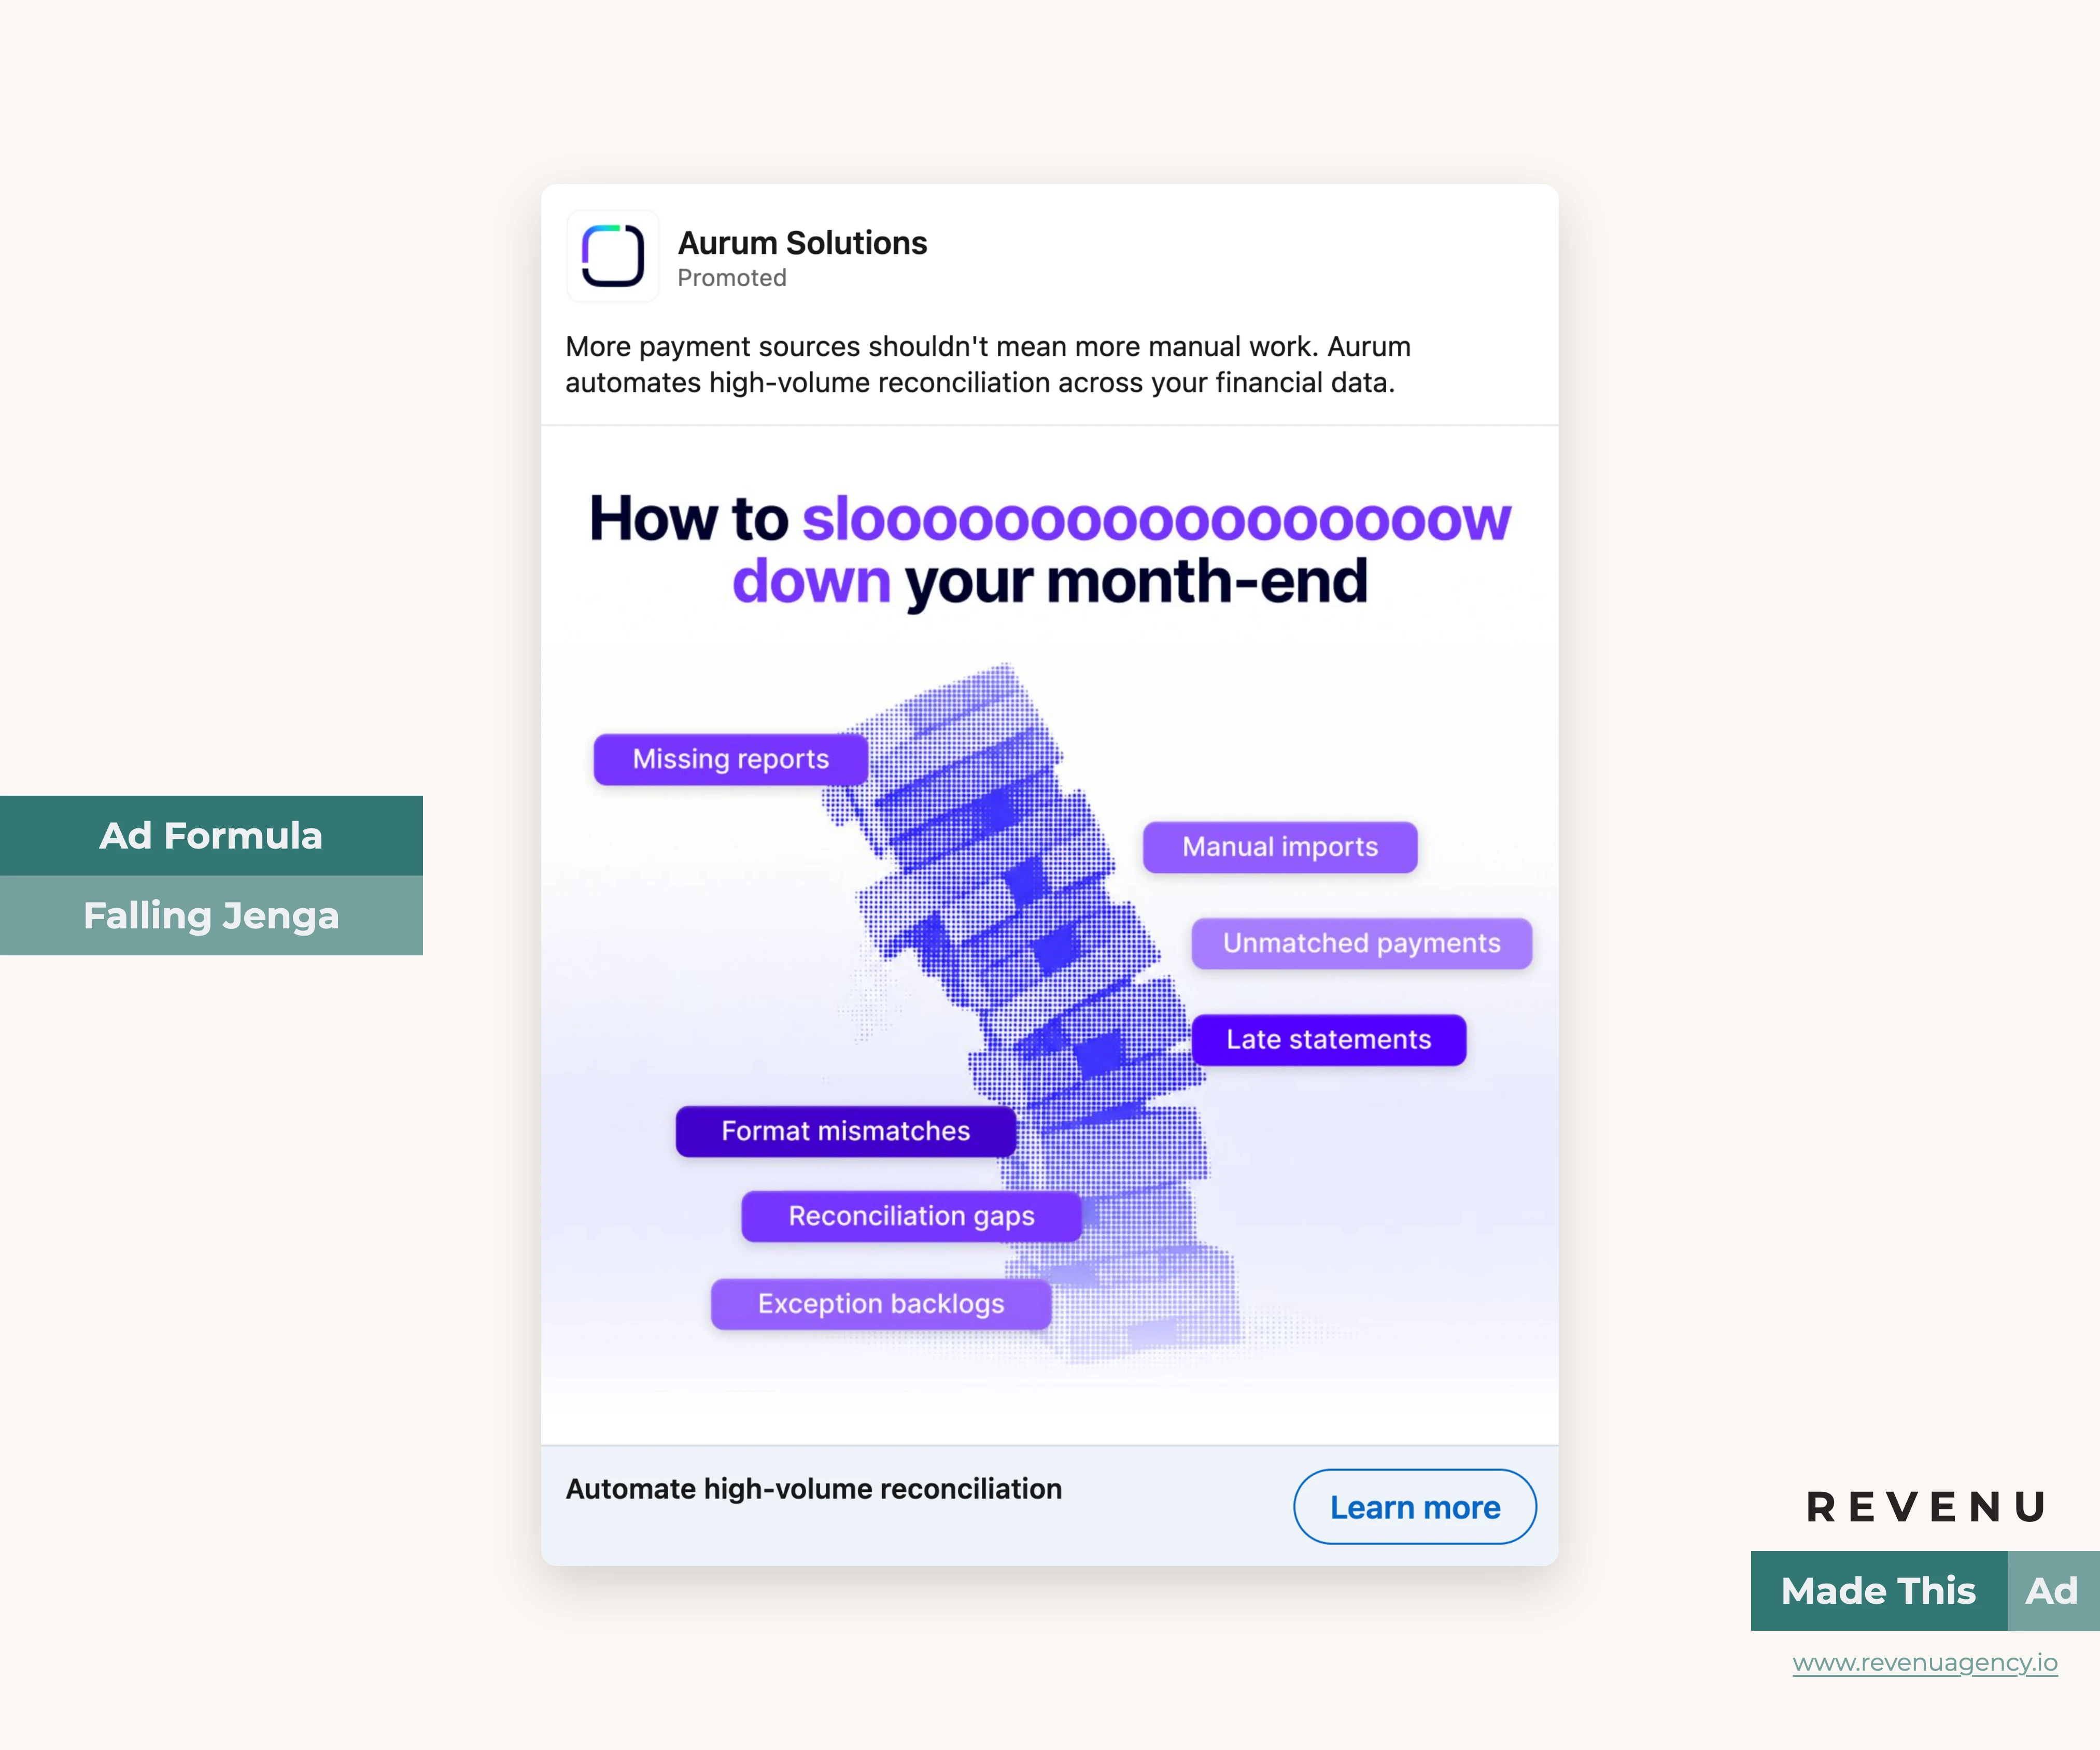 Aurum Solutions
Promoted
More payment sources shouldn't mean more manual work. Aurum
automates high-volume reconciliation across your financial data.
How to slooooooooooooooooow
down your month-end
Missing reports
Manual imports
Unmatched payments
Late statements
Format mismatches
Reconciliation gaps
Exception backlogs
Automate high-volume reconciliation
Learn more
Ad Formula
Falling Jenga
REVENU
Made This Ad
www.revenuagency.io